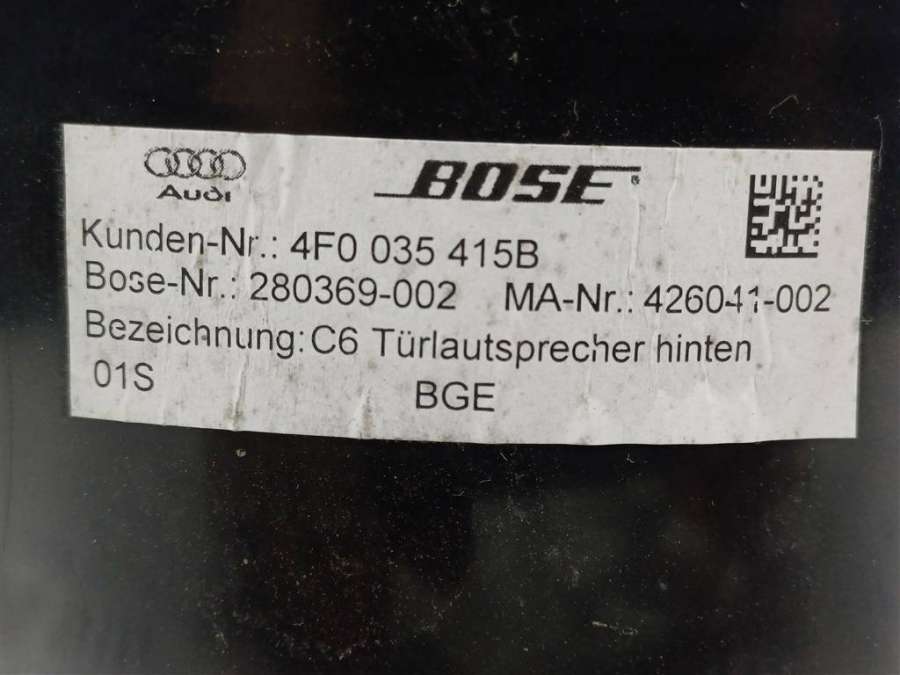 Audi BOSE®
Kunden-Nr.: 4F0 035 415B
Bose-Nr.: 280369-002 MA-Nr.: 426041-002
Bezeichnung: C6 Türlautsprecher hinten
01S BGE